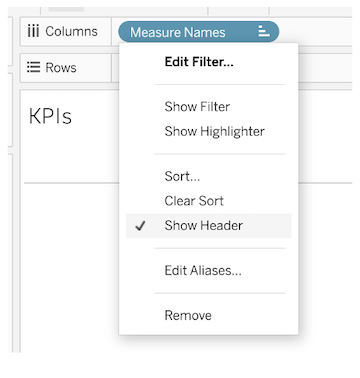 Columns
Measure Names
Rows
KPIs
Edit Filter...
Show Filter
Show Highlighter
Sort...
Clear Sort
Show Header
Edit Aliases...
Remove